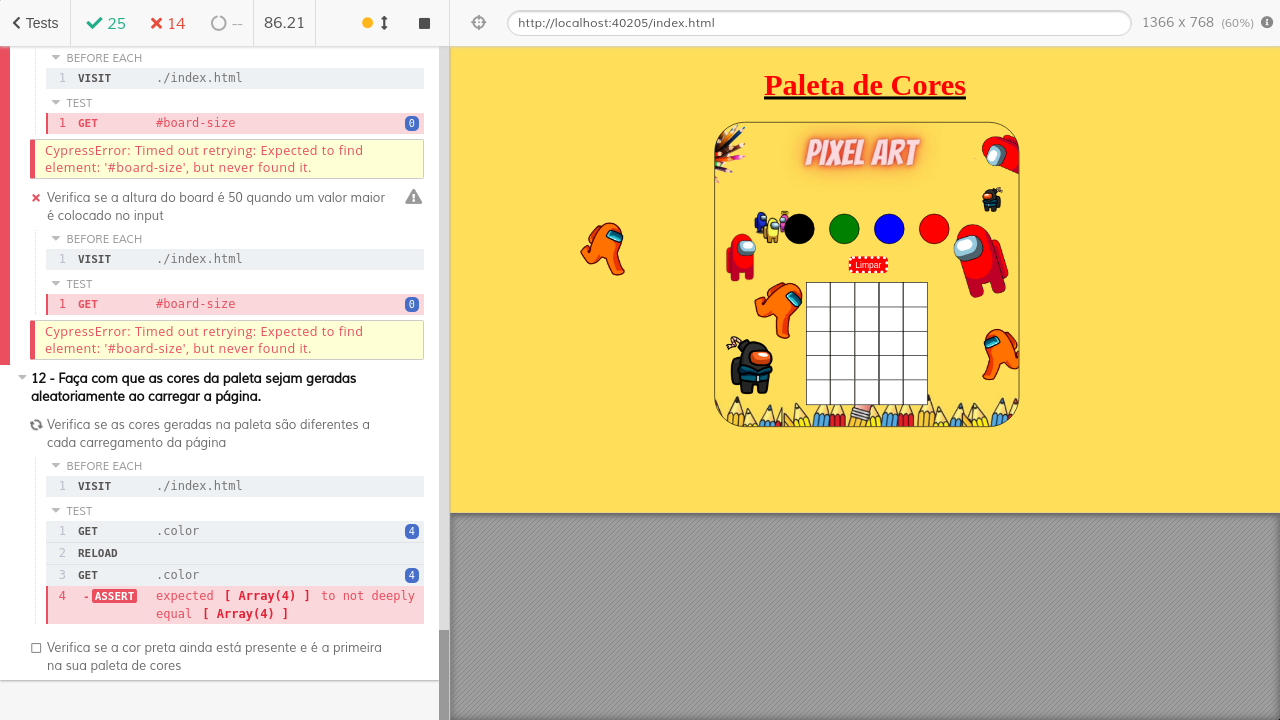 Tests
25
14
--
86.21
http://localhost:40205/index.html
1366 x 768 (60%)
BEFORE EACH
1 VISIT ./index.html
TEST
1 GET #board-size 0
CypressError: Timed out retrying: Expected to find
element: '#board-size', but never found it.
Verifica se a altura do board é 50 quando um valor maior
é colocado no input
BEFORE EACH
1 VISIT ./index.html
TEST
1 GET #board-size 0
CypressError: Timed out retrying: Expected to find
element: '#board-size', but never found it.
12 - Faça com que as cores da paleta sejam geradas
aleatoriamente ao carregar a página.
Verifica se as cores geradas na paleta são diferentes a
cada carregamento da página
BEFORE EACH
1 VISIT ./index.html
TEST
1 GET .color 4
2 RELOAD
3 GET .color 4
4 - ASSERT expected [ Array(4) ] to not deeply
equal [ Array(4) ]
Verifica se a cor preta ainda está presente e é a primeira
na sua paleta de cores
Paleta de Cores
PIXEL ART
Limpar